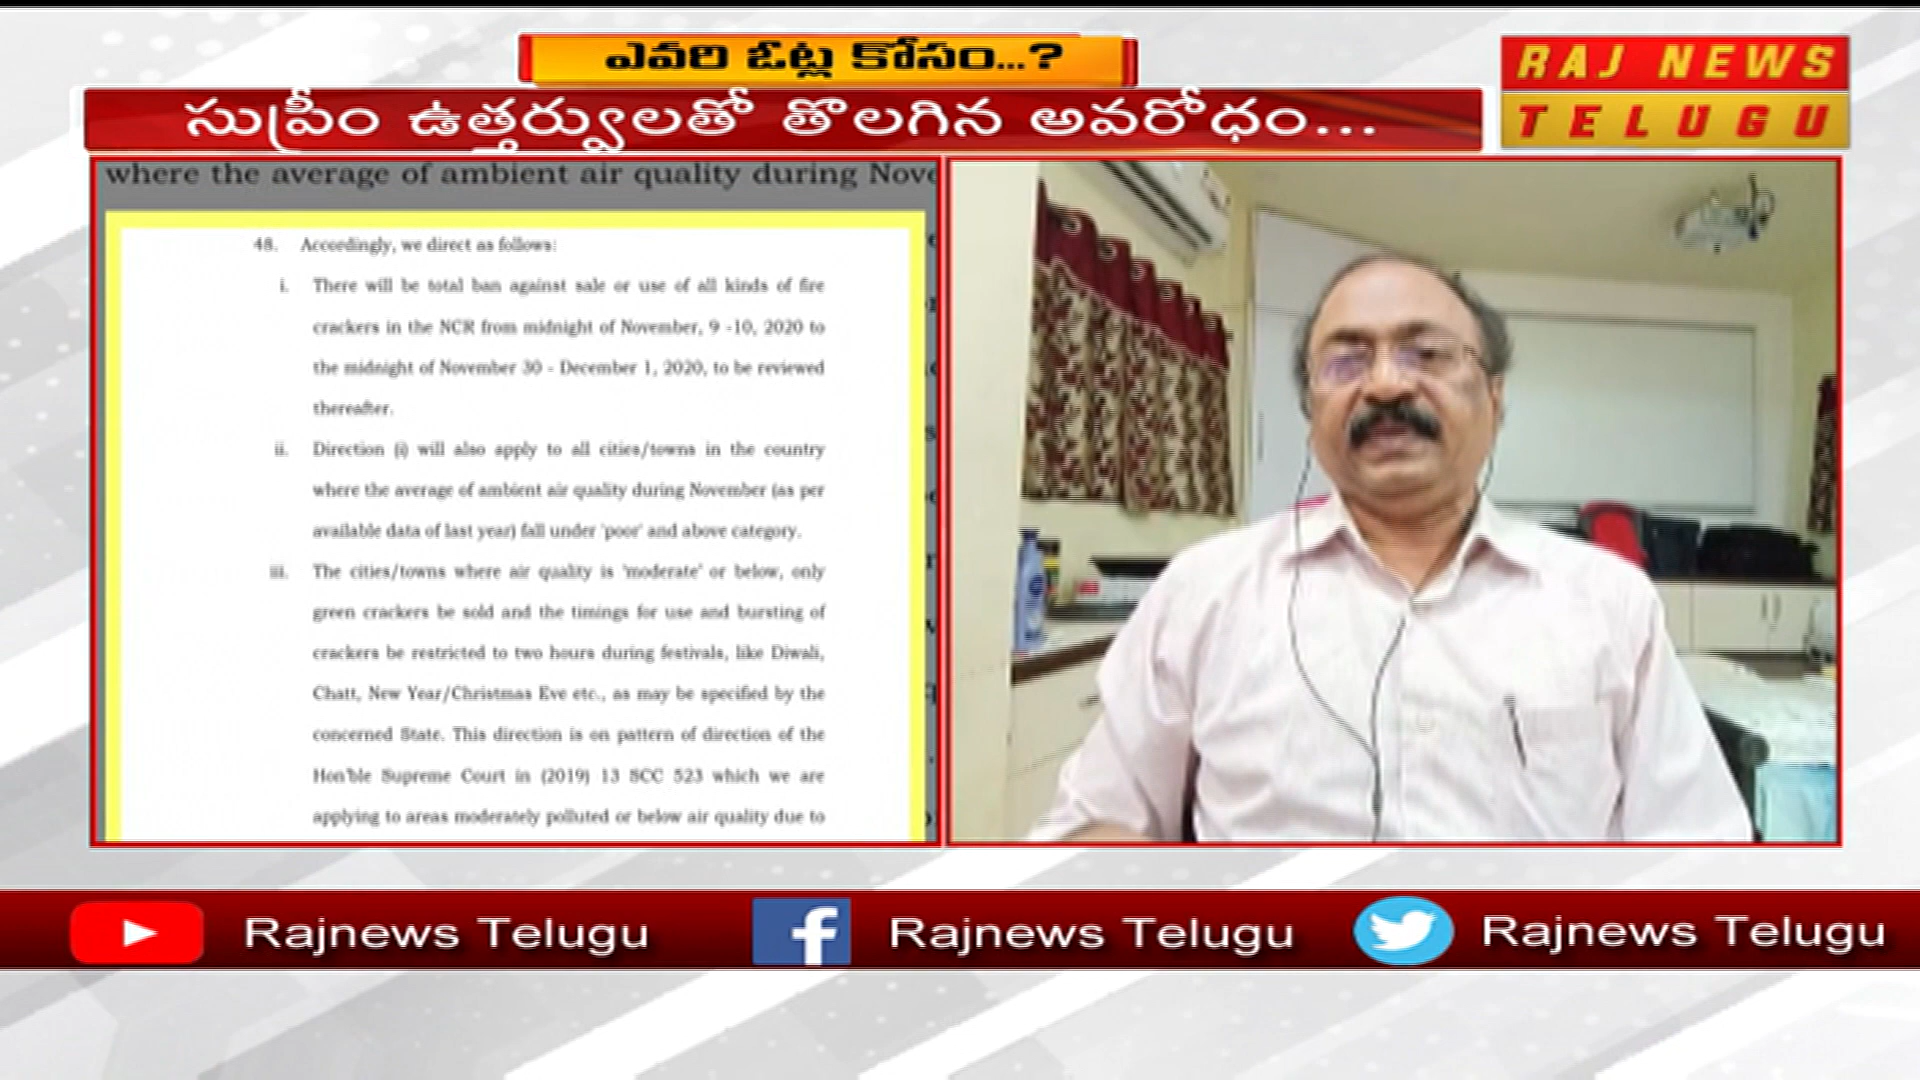 ఎవరి ఓట్ల కోసం...?
RAJ NEWS
TELUGU
సుప్రీం ఉత్తర్వులతో తొలగిన అవరోధం...
where the average of ambient air quality during Nove
48. Accordingly, we direct as follows:
i. There will be total ban against sale or use of all kinds of fire
crackers in the NCR from midnight of November, 9 -10, 2020 to
the midnight of November 30 - December 1, 2020, to be reviewed
thereafter.
ii. Direction (i) will also apply to all cities/towns in the country
where the average of ambient air quality during November (as per
available data of last year) fall under 'poor' and above category.
iii. The cities/towns where air quality is 'moderate' or below, only
green crackers be sold and the timings for use and bursting of
crackers be restricted to two hours during festivals, like Diwali,
Chatt, New Year/Christmas Eve etc., as may be specified by the
concerned State. This direction is on pattern of direction of the
Hon'ble Supreme Court in (2019) 13 SCC 523 which we are
applying to areas moderately polluted or below air quality due to
Rajnews Telugu
Rajnews Telugu
Rajnews Telugu